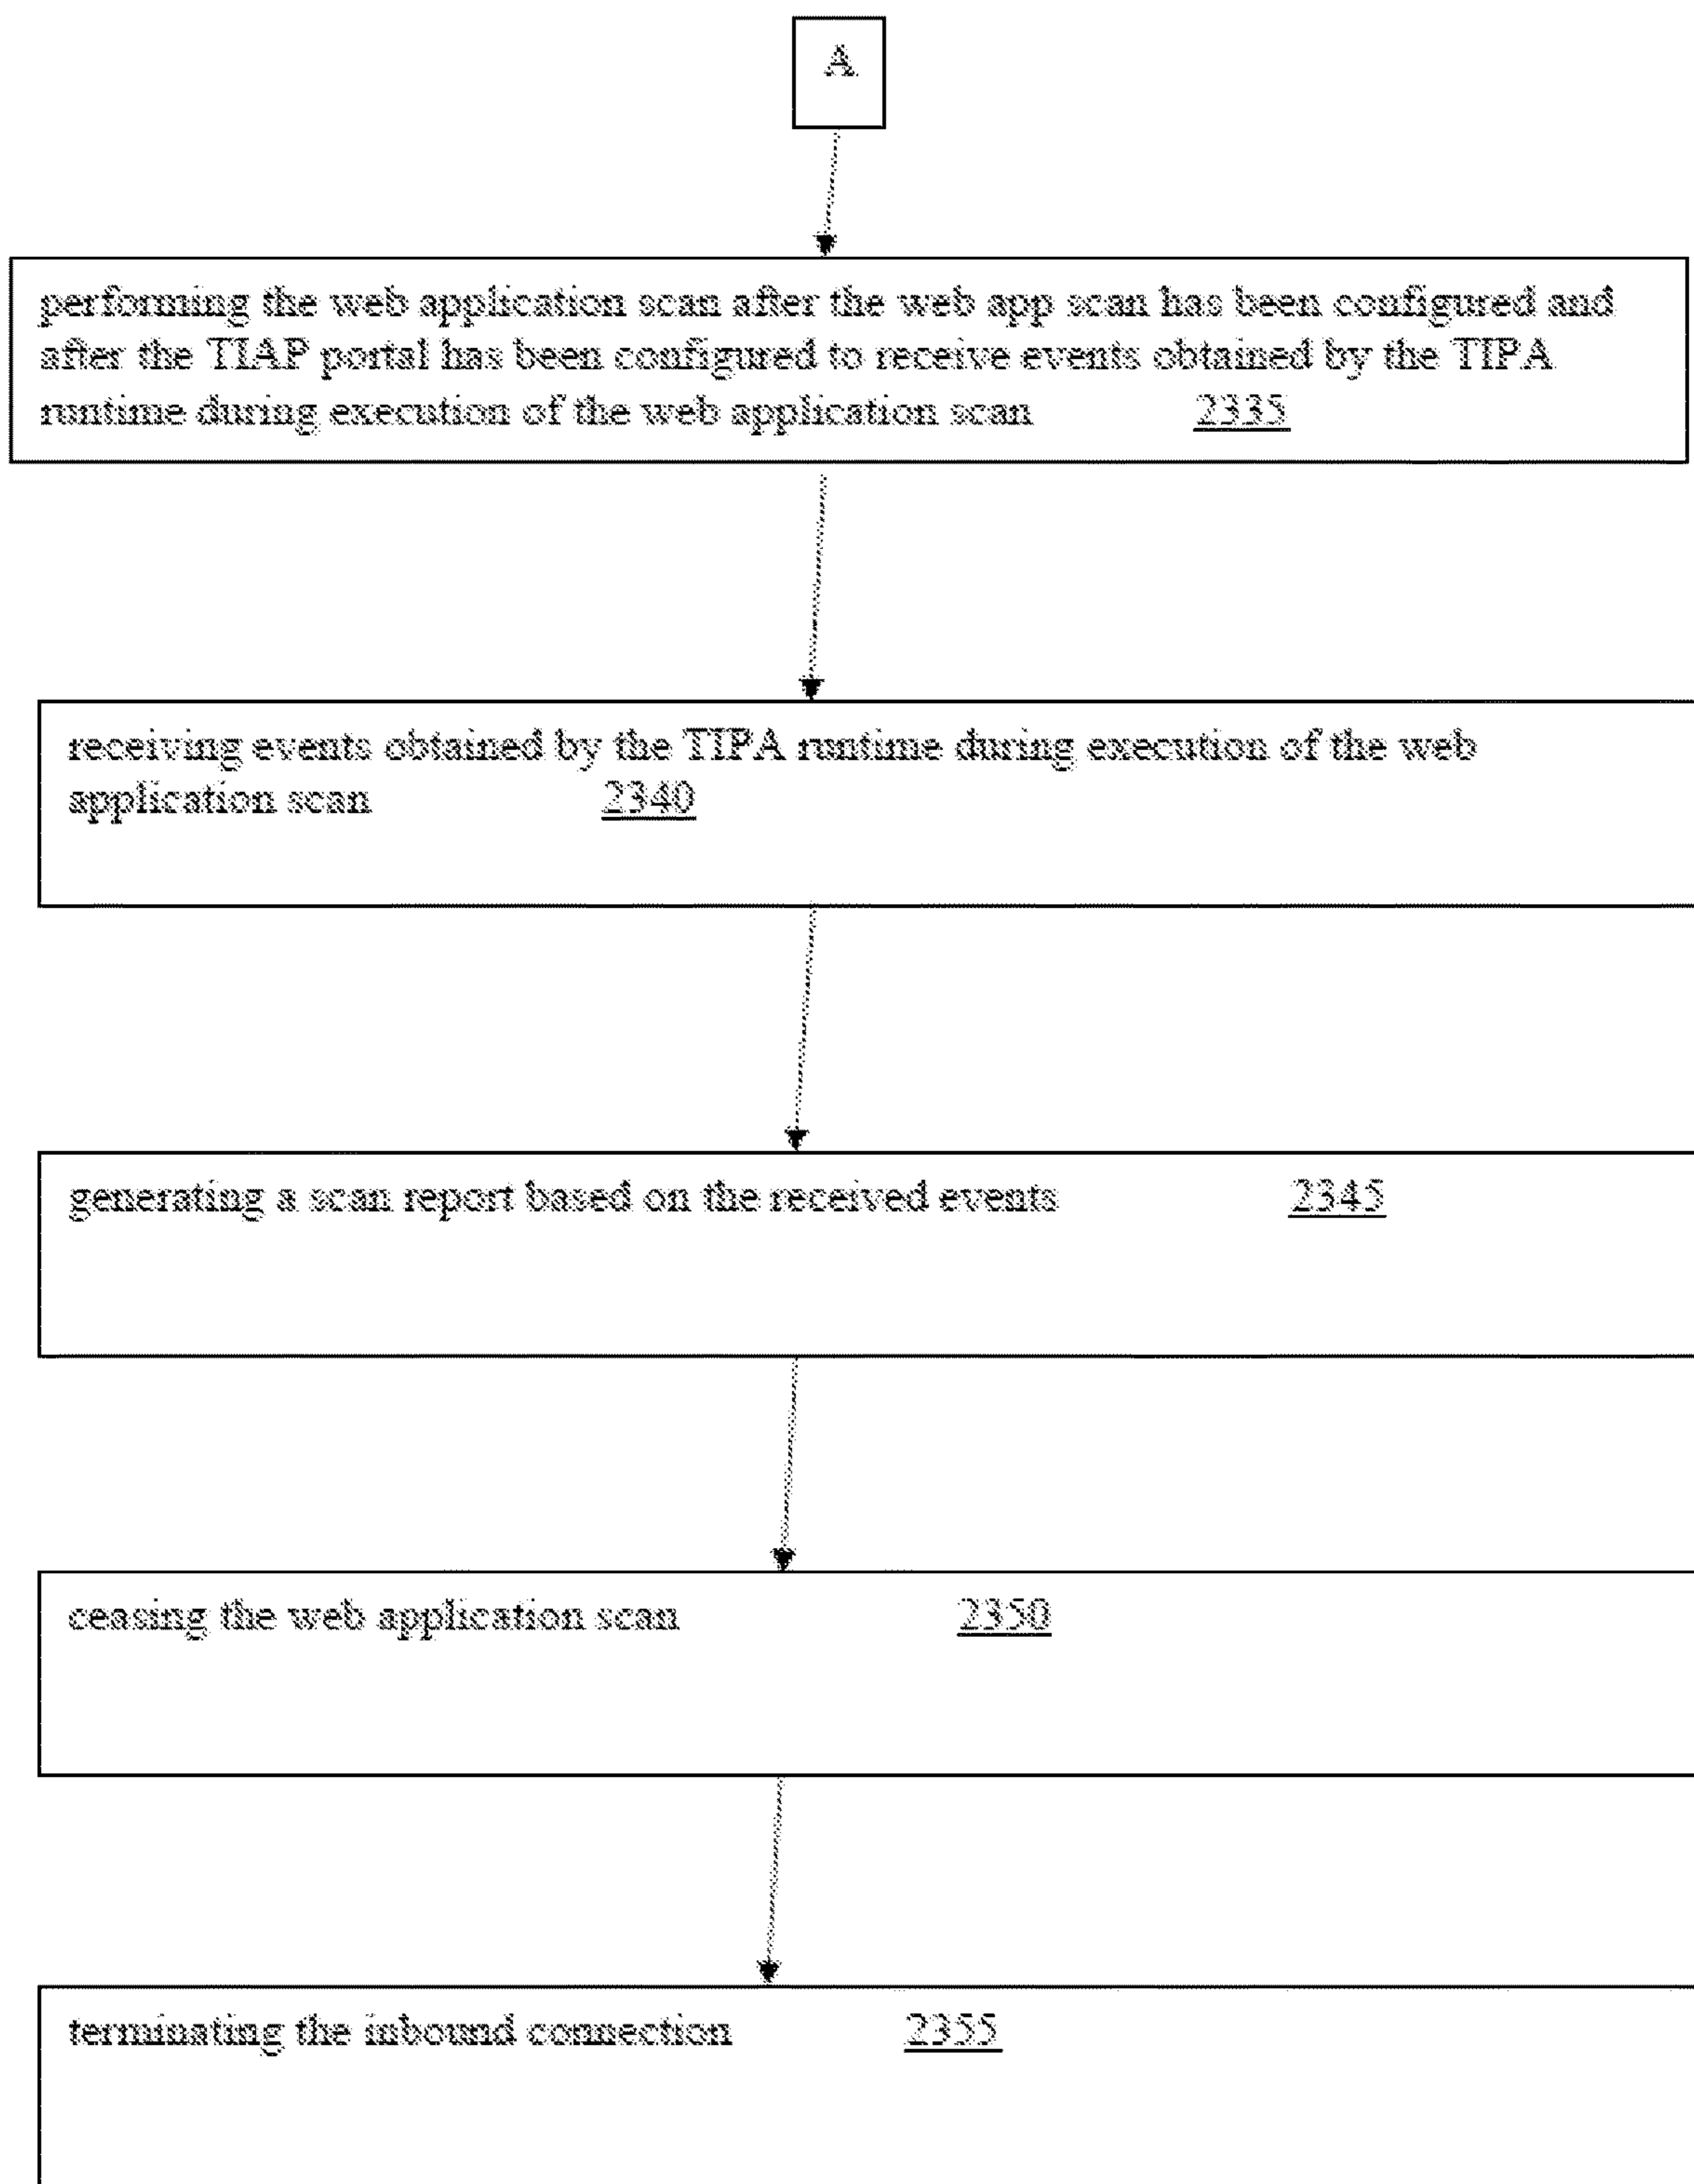 A
performing the web application scan after the web app scan has been configured and
after the TIAP portal has been configured to receive events obtained by the TIPA
runtime during execution of the web application scan 2335
receiving events obtained by the TIPA runtime during execution of the web
application scan 2340
generating a scan report based on the received events 2345
ceasing the web application scan 2350
terminating the inbound connection 2355